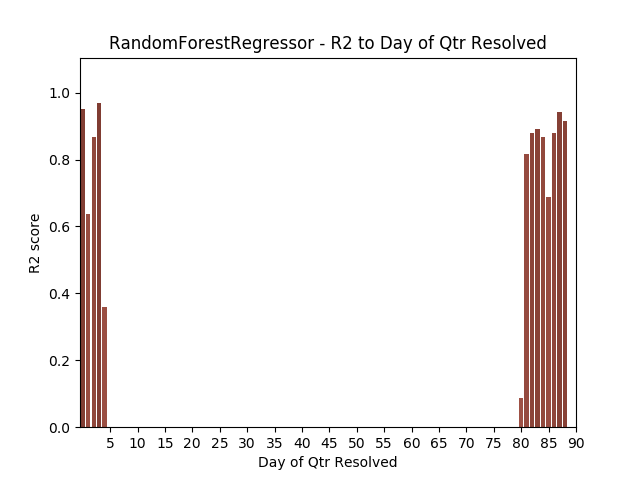 RandomForestRegressor - R2 to Day of Qtr Resolved
1.0
0.8
0.6
0.4
0.2
0.0
R2 score
5 10 15 20 25 30 35 40 45 50 55 60 65 70 75 80 85 90
Day of Qtr Resolved